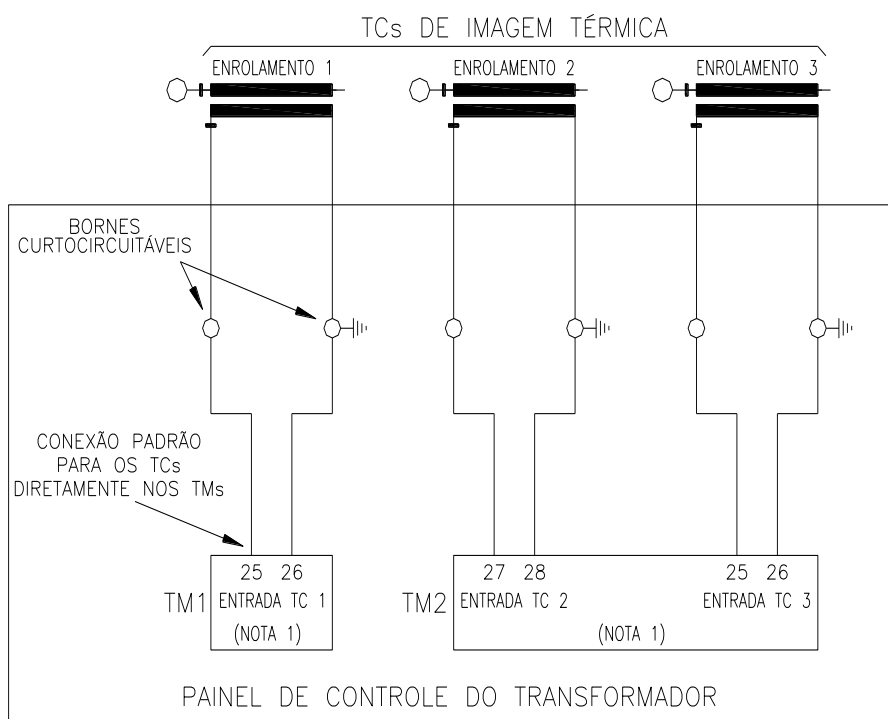 TCs DE IMAGEM TÉRMICA
ENROLAMENTO 1
ENROLAMENTO 2
ENROLAMENTO 3
BORNES
CURTOCIRCUITÁVEIS
CONEXÃO PADRÃO
PARA OS TCs
DIRETAMENTE NOS TMs
25 26
27 28
25 26
TM1
ENTRADA TC 1
TM2
ENTRADA TC 2
ENTRADA TC 3
(NOTA 1)
(NOTA 1)
PAINEL DE CONTROLE DO TRANSFORMADOR